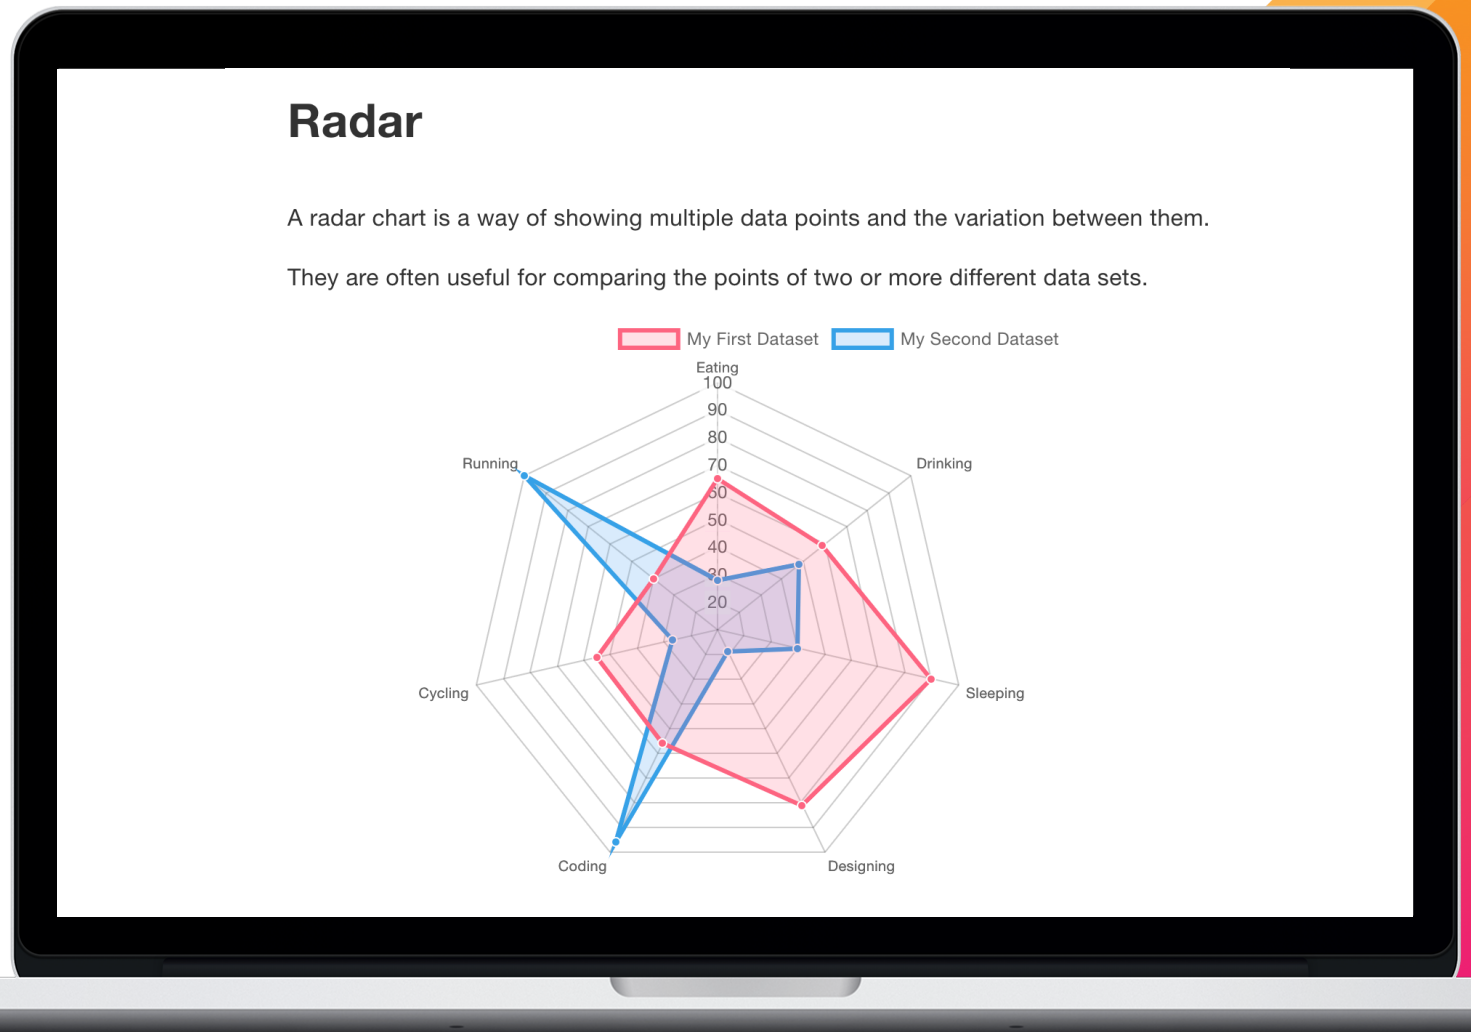 Radar
A radar chart is a way of showing multiple data points and the variation between them.
They are often useful for comparing the points of two or more different data sets.
My First Dataset My Second Dataset
Eating
100
90
80
Running
70
Drinking
60
50
40
30
20
Cycling
Sleeping
Coding
Designing